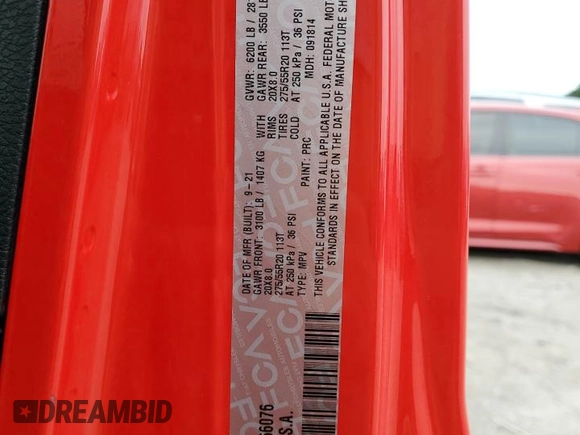 DATE OF MFR (BUILT): 9-21 GVWR: 6200 LB / 281
GAWR FRONT: 3100 LB / 1407 KG WITH GAWR REAR: 3550 LB
20X8.0 RIMS 20X8.0
275/55R20 113T TIRES 275/55R20 113T
AT 250 kPa / 36 PSI COLD AT 250 kPa / 36 PSI
TYPE: MPV PAINT: PRC MDH: 091814
THIS VEHICLE CONFORMS TO ALL APPLICABLE U.S.A. FEDERAL MOT
STANDARDS IN EFFECT ON THE DATE OF MANUFACTURE SH
66076
S.A.
DREAMBID